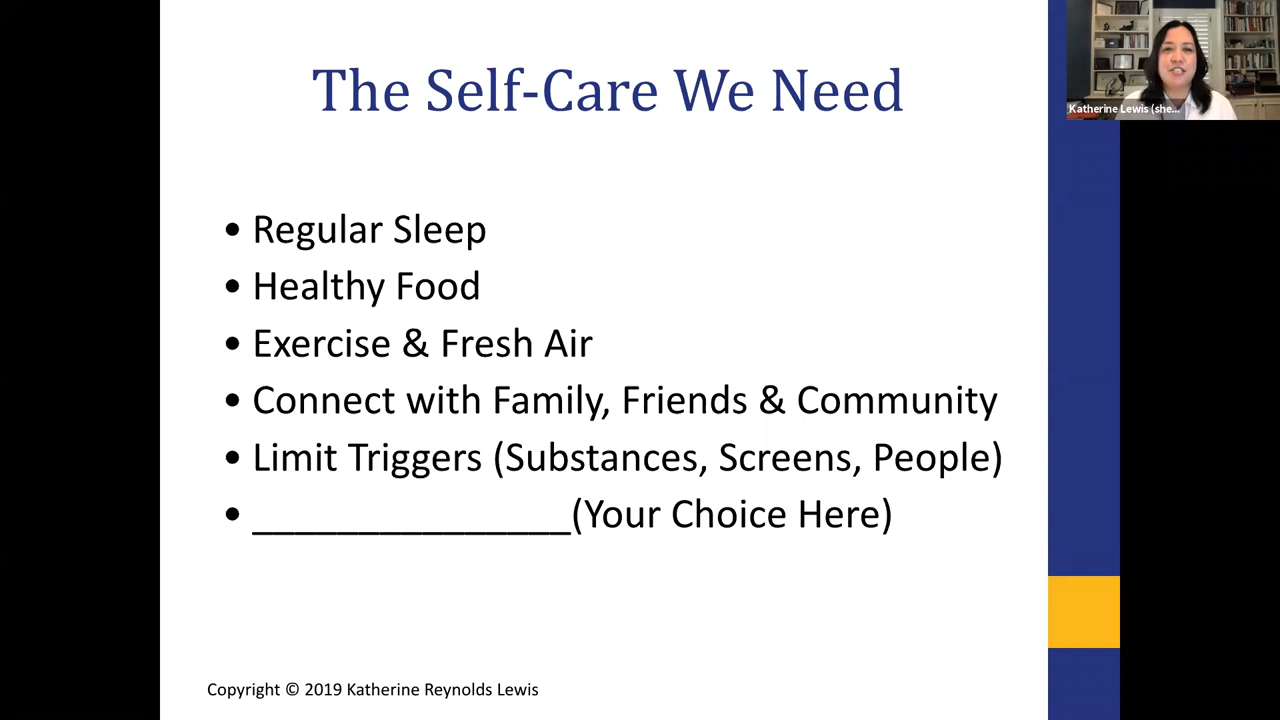 The Self-Care We Need
Katherine Lewis (she...
• Regular Sleep
• Healthy Food
• Exercise & Fresh Air
• Connect with Family, Friends & Community
• Limit Triggers (Substances, Screens, People)
• _______________(Your Choice Here)
Copyright © 2019 Katherine Reynolds Lewis